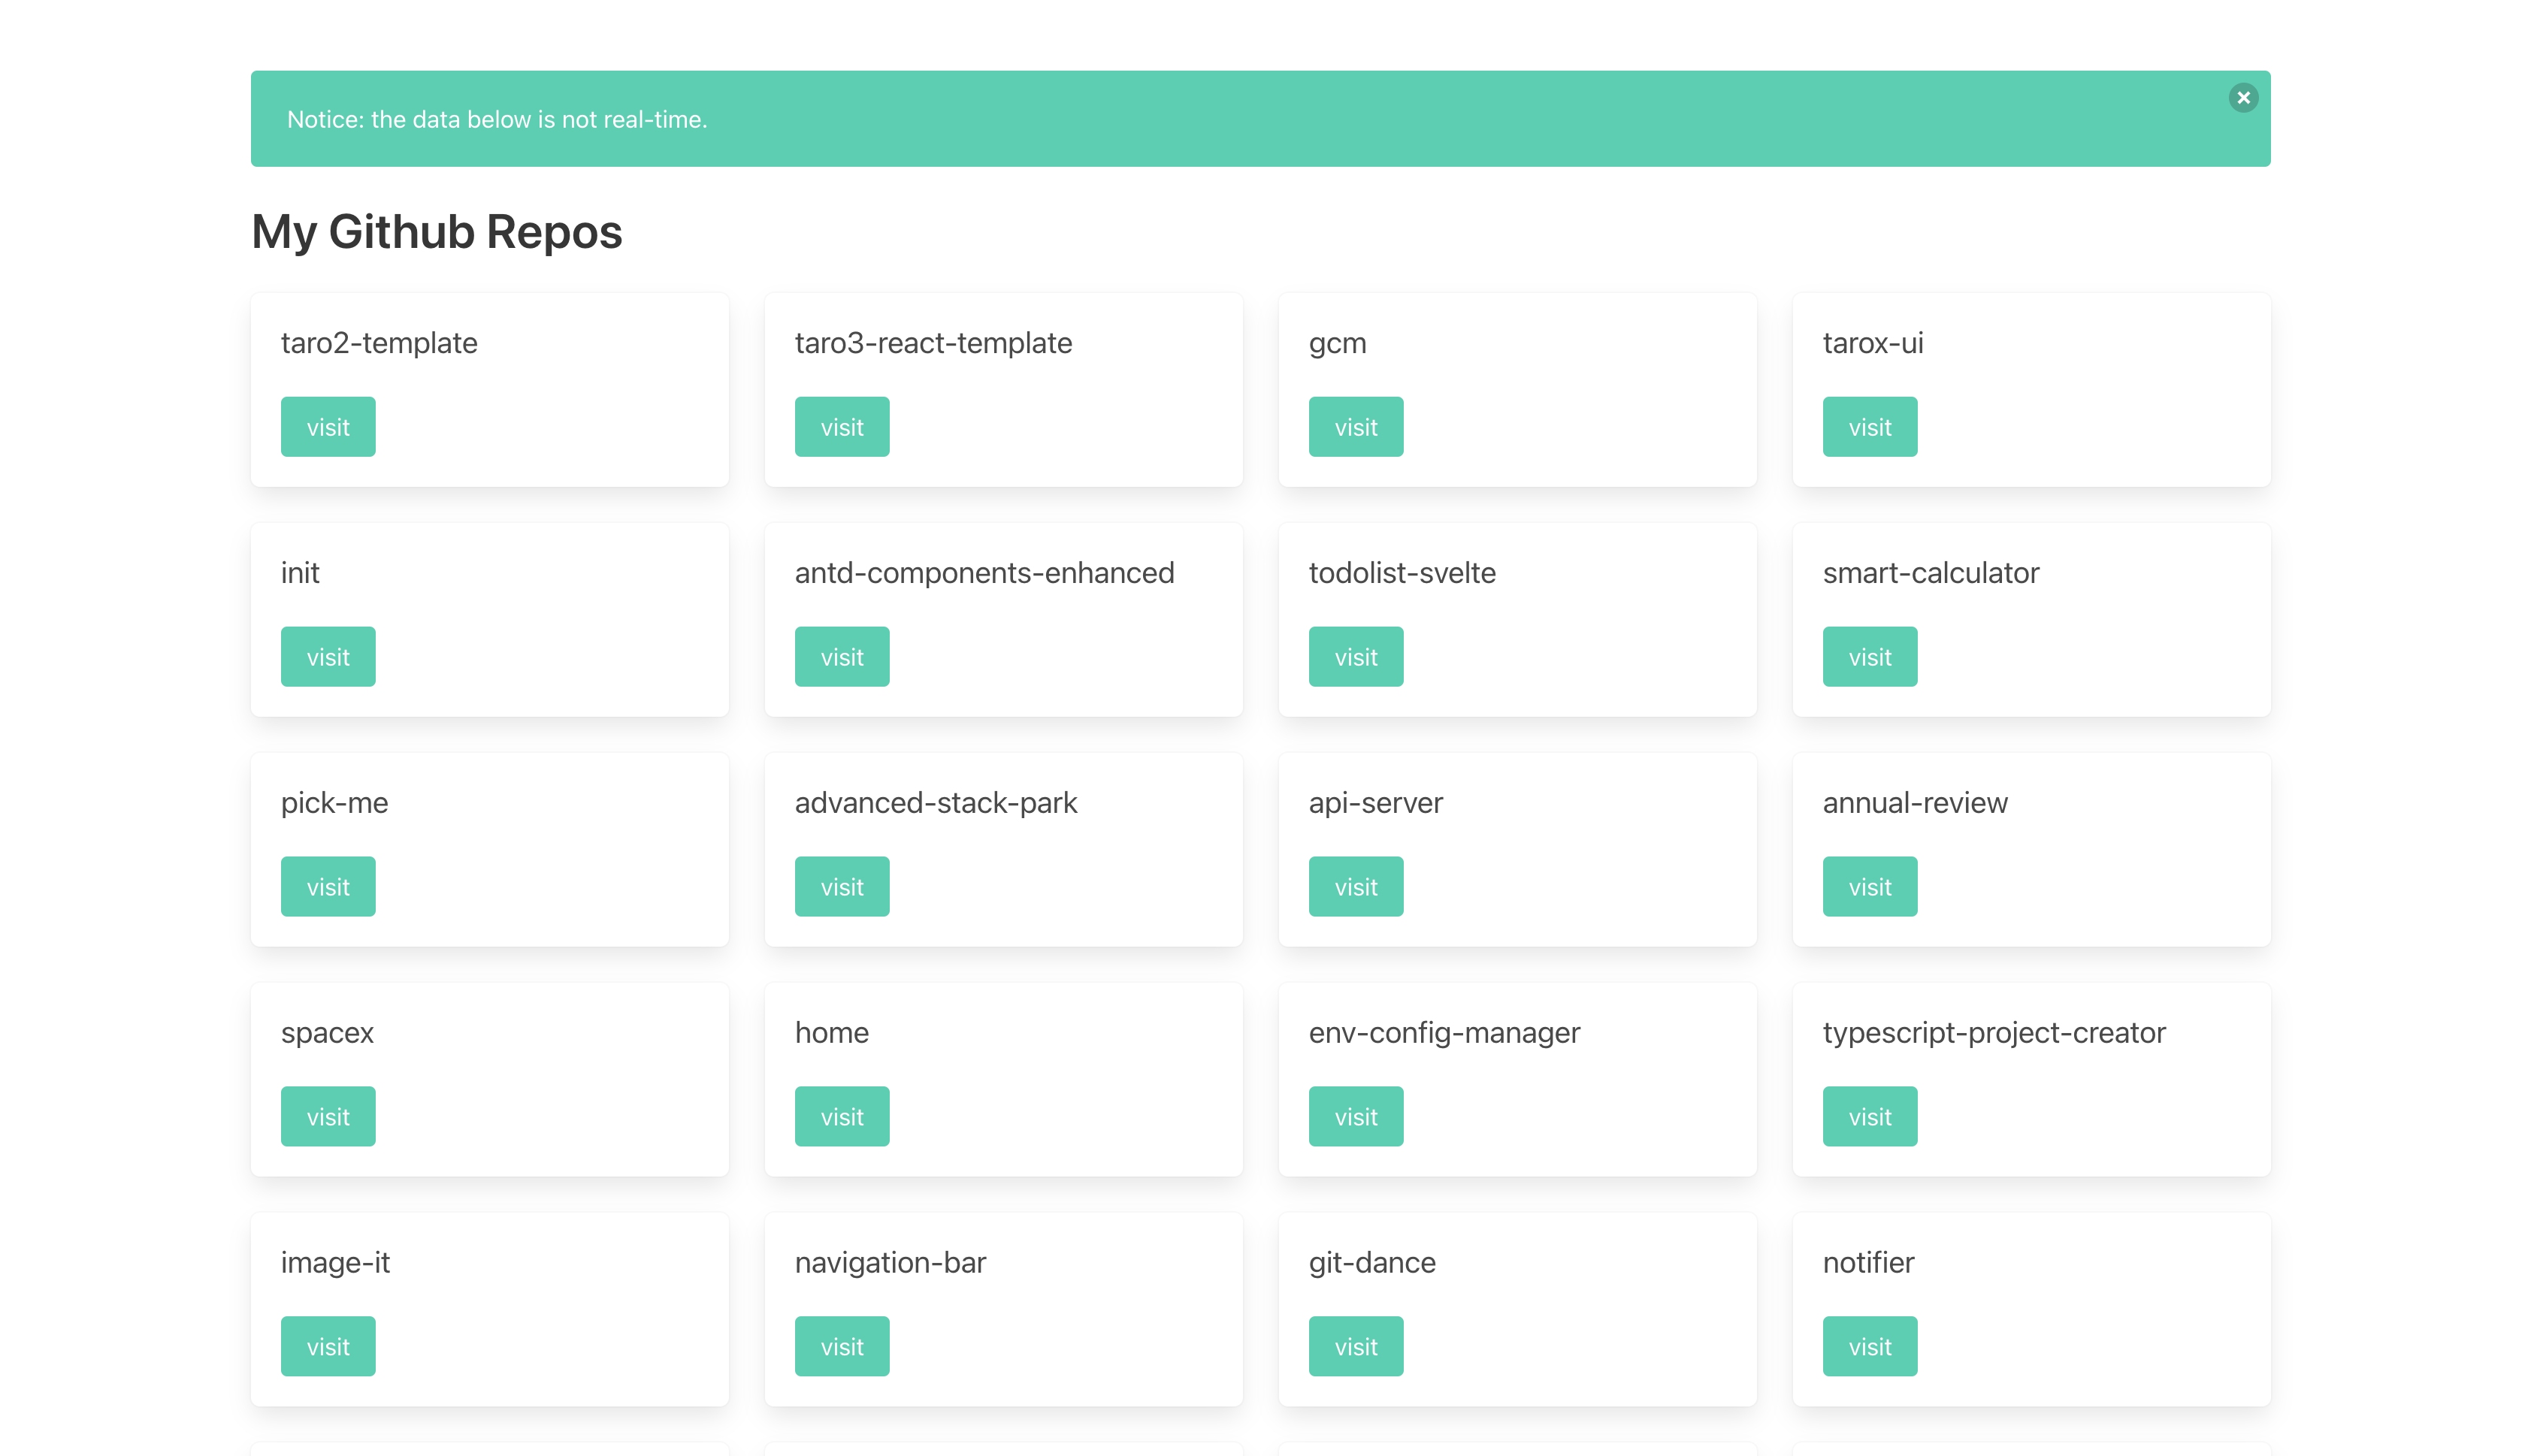 Notice: the data below is not real-time.
My Github Repos
taro2-template
visit
taro3-react-template
visit
gcm
visit
tarox-ui
visit
init
visit
antd-components-enhanced
visit
todolist-svelte
visit
smart-calculator
visit
pick-me
visit
advanced-stack-park
visit
api-server
visit
annual-review
visit
spacex
visit
home
visit
env-config-manager
visit
typescript-project-creator
visit
image-it
visit
navigation-bar
visit
git-dance
visit
notifier
visit